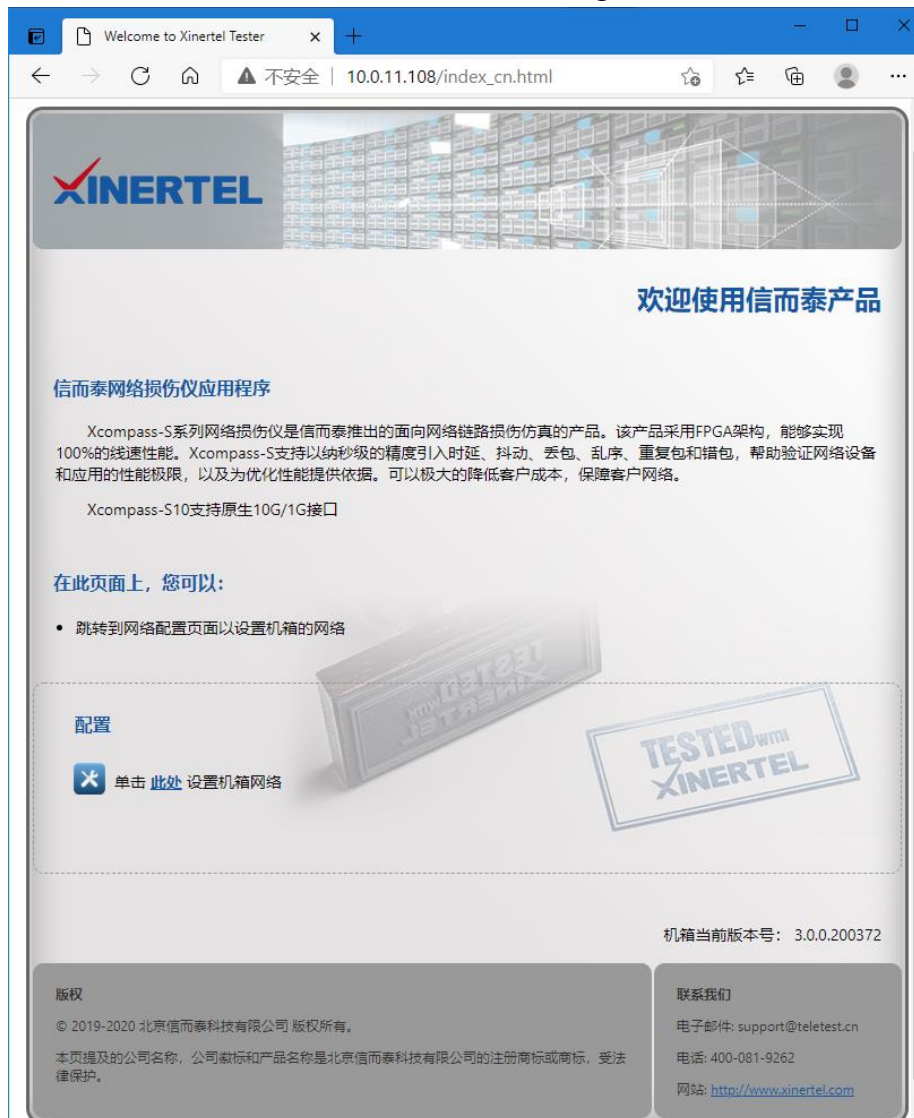 Welcome to Xinertel Tester
不安全 | 10.0.11.108/index_cn.html
XINERTEL
欢迎使用信而泰产品
信而泰网络损伤仪应用程序
Xcompass-S系列网络损伤仪是信而泰推出的面向网络链路损伤仿真的产品。该产品采用FPGA架构，能够实现
100%的线速性能。Xcompass-S支持以纳秒级的精度引入时延、抖动、丢包、乱序、重复包和错包，帮助验证网络设备
和应用的性能极限，以及为优化性能提供依据。可以极大的降低客户成本，保障客户网络。
Xcompass-S10支持原生10G/1G接口
在此页面上，您可以：
• 跳转到网络配置页面以设置机箱的网络
配置
单击 此处 设置机箱网络
TESTED WITH
XINERTEL
TESTED WITH
XINERTEL
机箱当前版本号： 3.0.0.200372
版权
© 2019-2020 北京信而泰科技有限公司 版权所有。
本页提及的公司名称，公司徽标和产品名称是北京信而泰科技有限公司的注册商标或商标，受法
律保护。
联系我们
电子邮件: support@teletest.cn
电话: 400-081-9262
网站: http://www.xinertel.com